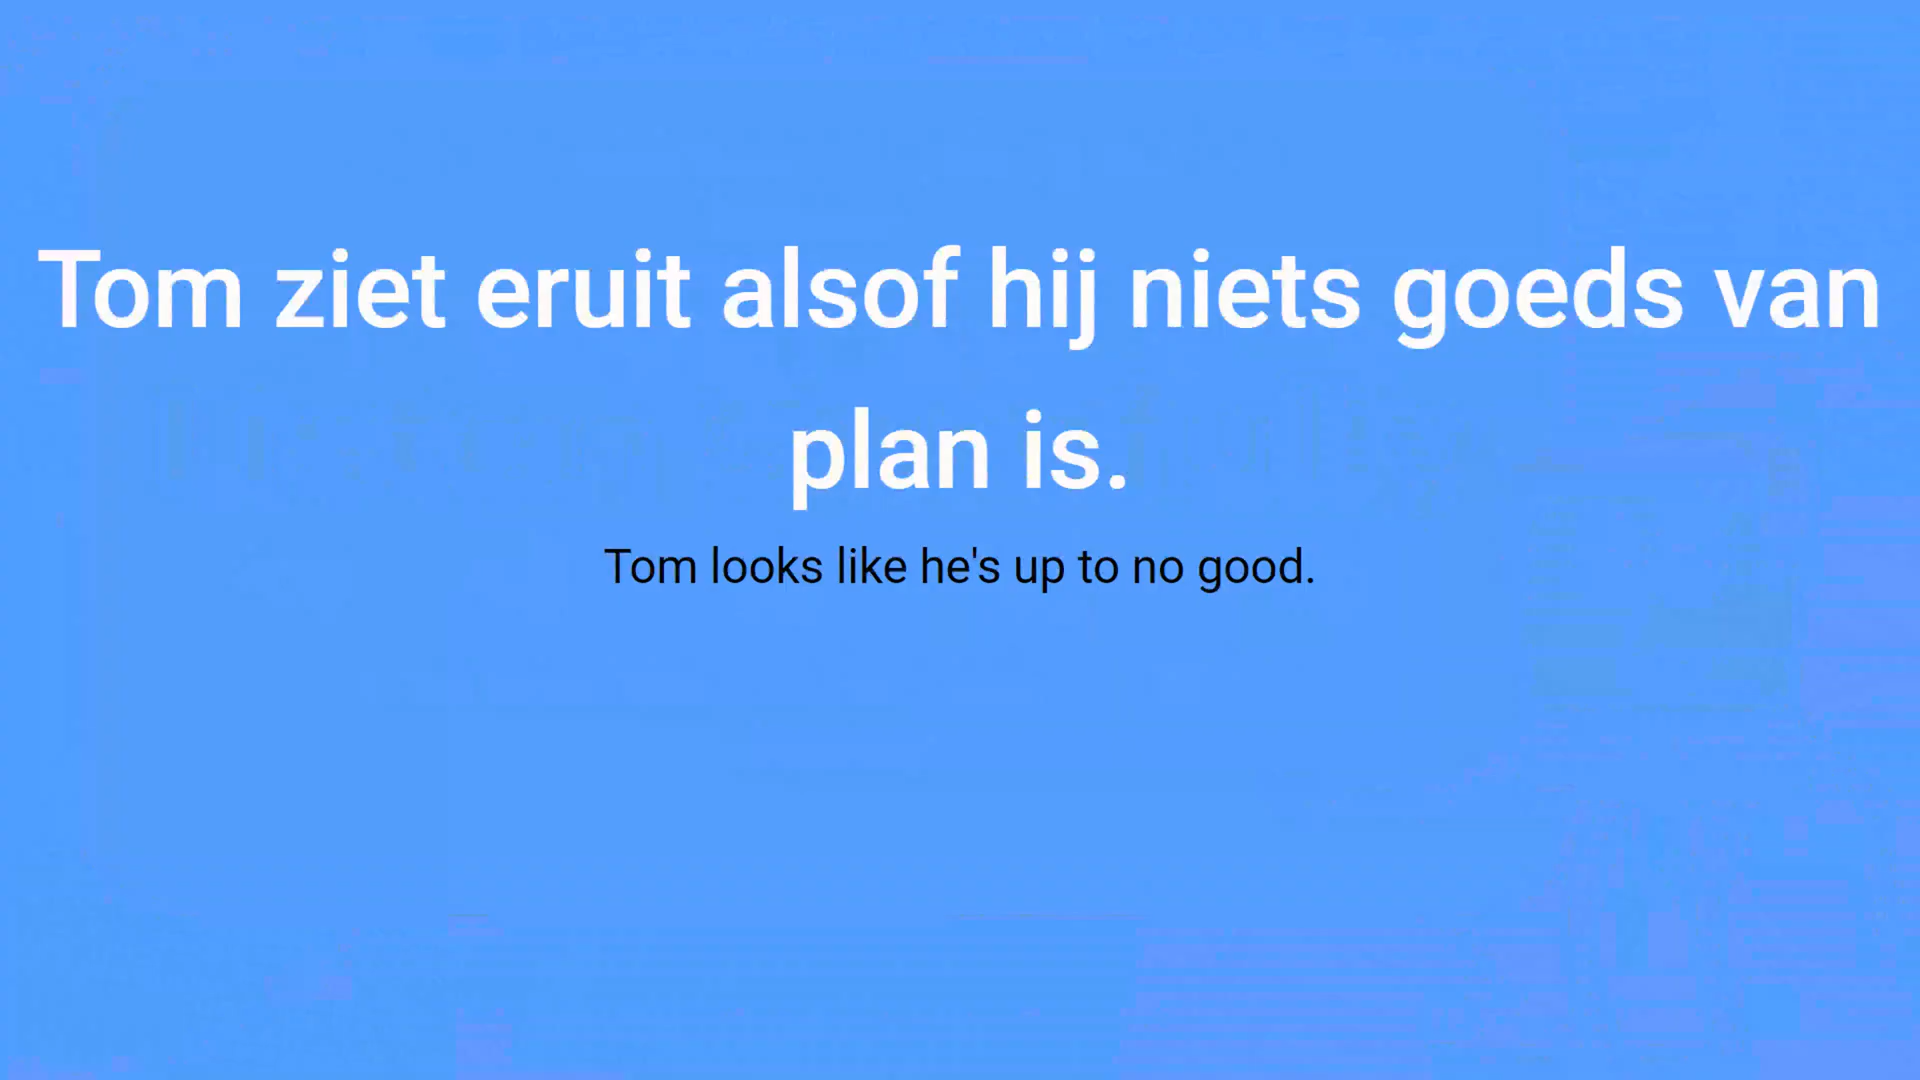 Tom ziet eruit alsof hij niets goeds van
plan is.
Tom looks like he's up to no good.